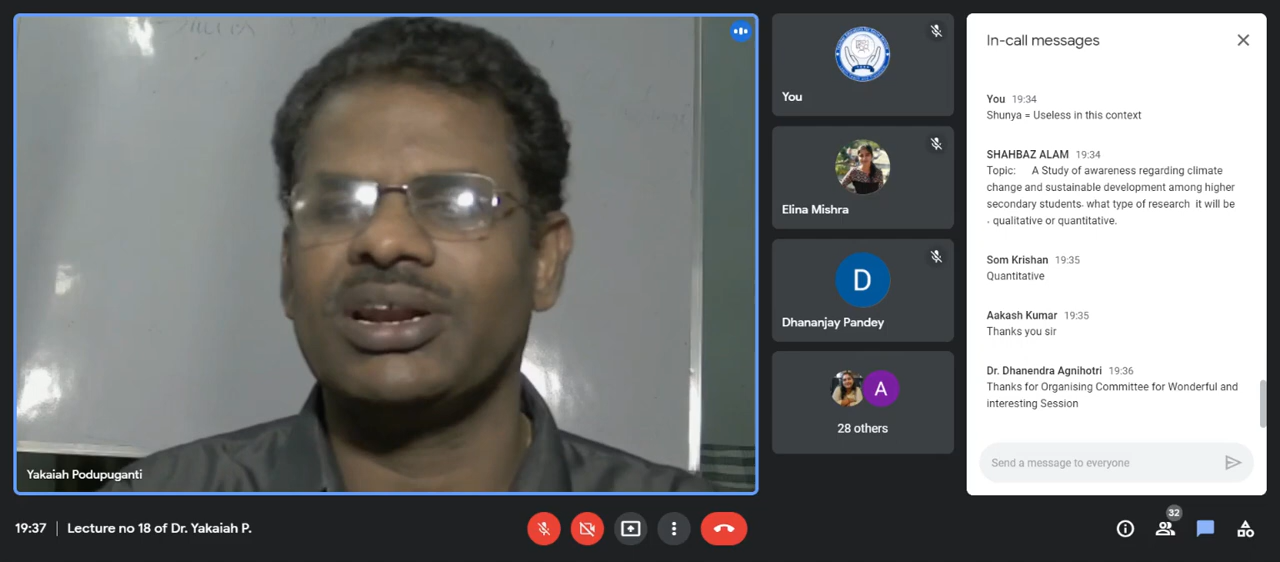 You
Elina Mishra
D
Dhananjay Pandey
A
28 others
Yakaiah Podupuganti
In-call messages
You 19:34
Shunya = Useless in this context
SHAHBAZ ALAM 19:34
Topic: A Study of awareness regarding climate
change and sustainable development among higher
secondary students. what type of research it will be
. qualitative or quantitative.
Som Krishan 19:35
Quantitative
Aakash Kumar 19:35
Thanks you sir
Dr. Dhanendra Agnihotri 19:36
Thanks for Organising Committee for Wonderful and
interesting Session
Send a message to everyone
19:37 | Lecture no 18 of Dr. Yakaiah P.
32